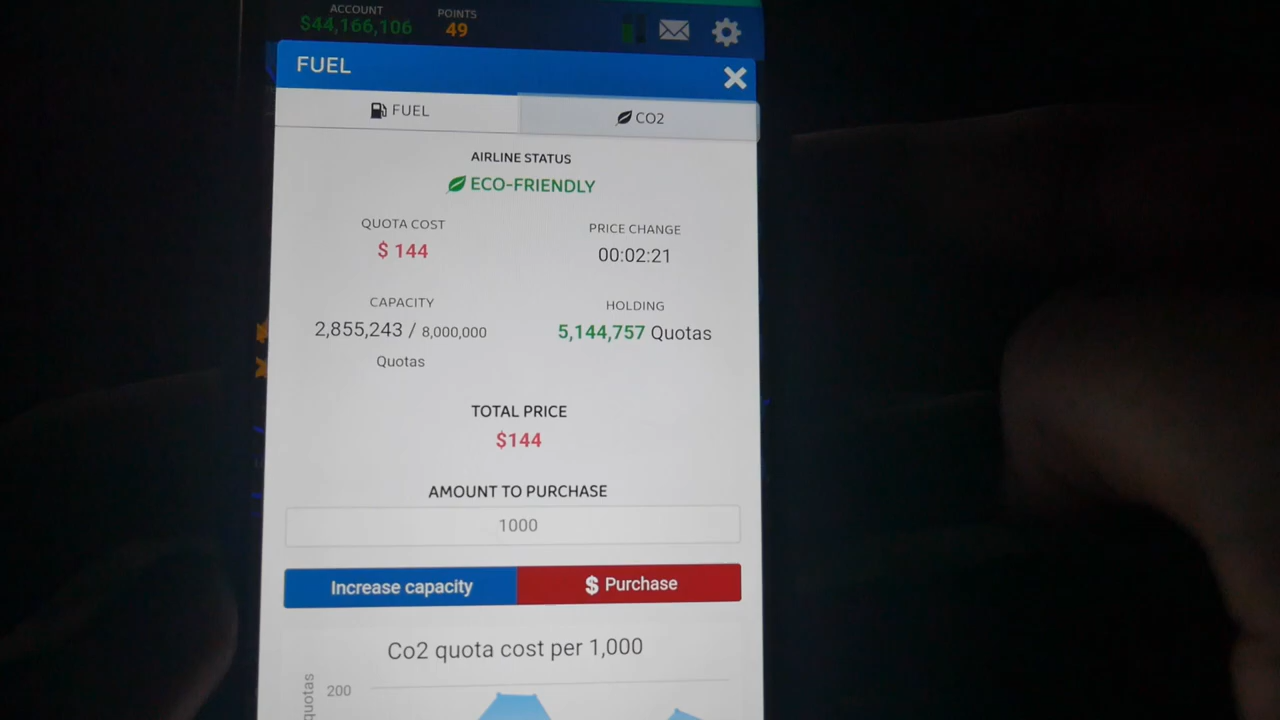 ACCOUNT
$44,166,106
POINTS
49
FUEL
FUEL
CO2
AIRLINE STATUS
ECO-FRIENDLY
QUOTA COST
$ 144
PRICE CHANGE
00:02:21
CAPACITY
2,855,243 / 8,000,000
Quotas
HOLDING
5,144,757 Quotas
TOTAL PRICE
$144
AMOUNT TO PURCHASE
1000
Increase capacity
$ Purchase
Co2 quota cost per 1,000
200
quotas